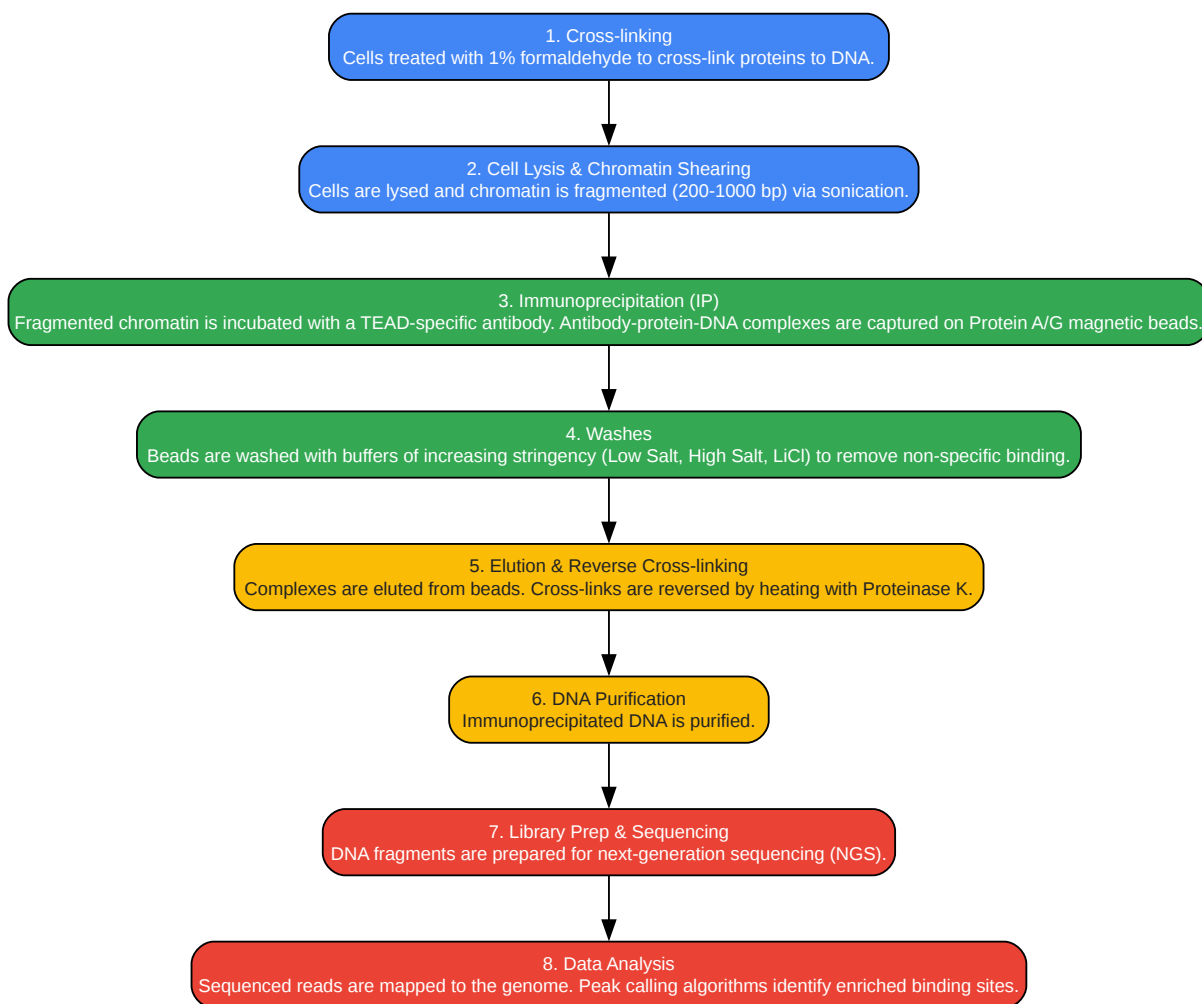 1. Cross-linking
Cells treated with 1% formaldehyde to cross-link proteins to DNA.
2. Cell Lysis & Chromatin Shearing
Cells are lysed and chromatin is fragmented (200-1000 bp) via sonication.
3. Immunoprecipitation (IP)
Fragmented chromatin is incubated with a TEAD-specific antibody. Antibody-protein-DNA complexes are captured on Protein A/G magnetic beads.
4. Washes
Beads are washed with buffers of increasing stringency (Low Salt, High Salt, LiCl) to remove non-specific binding.
5. Elution & Reverse Cross-linking
Complexes are eluted from beads. Cross-links are reversed by heating with Proteinase K.
6. DNA Purification
Immunoprecipitated DNA is purified.
7. Library Prep & Sequencing
DNA fragments are prepared for next-generation sequencing (NGS).
8. Data Analysis
Sequenced reads are mapped to the genome. Peak calling algorithms identify enriched binding sites.